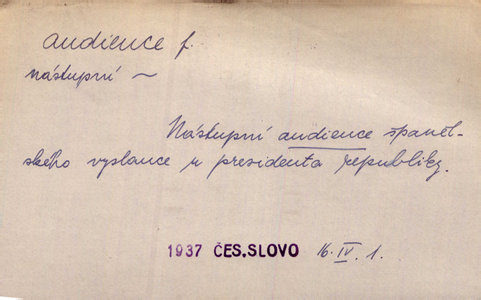 audience f.
nástupní ~
Nástupní audience španěl-
ského vyslance u presidenta republiky.
1937 ČES.SLOVO 16.IV. 1.